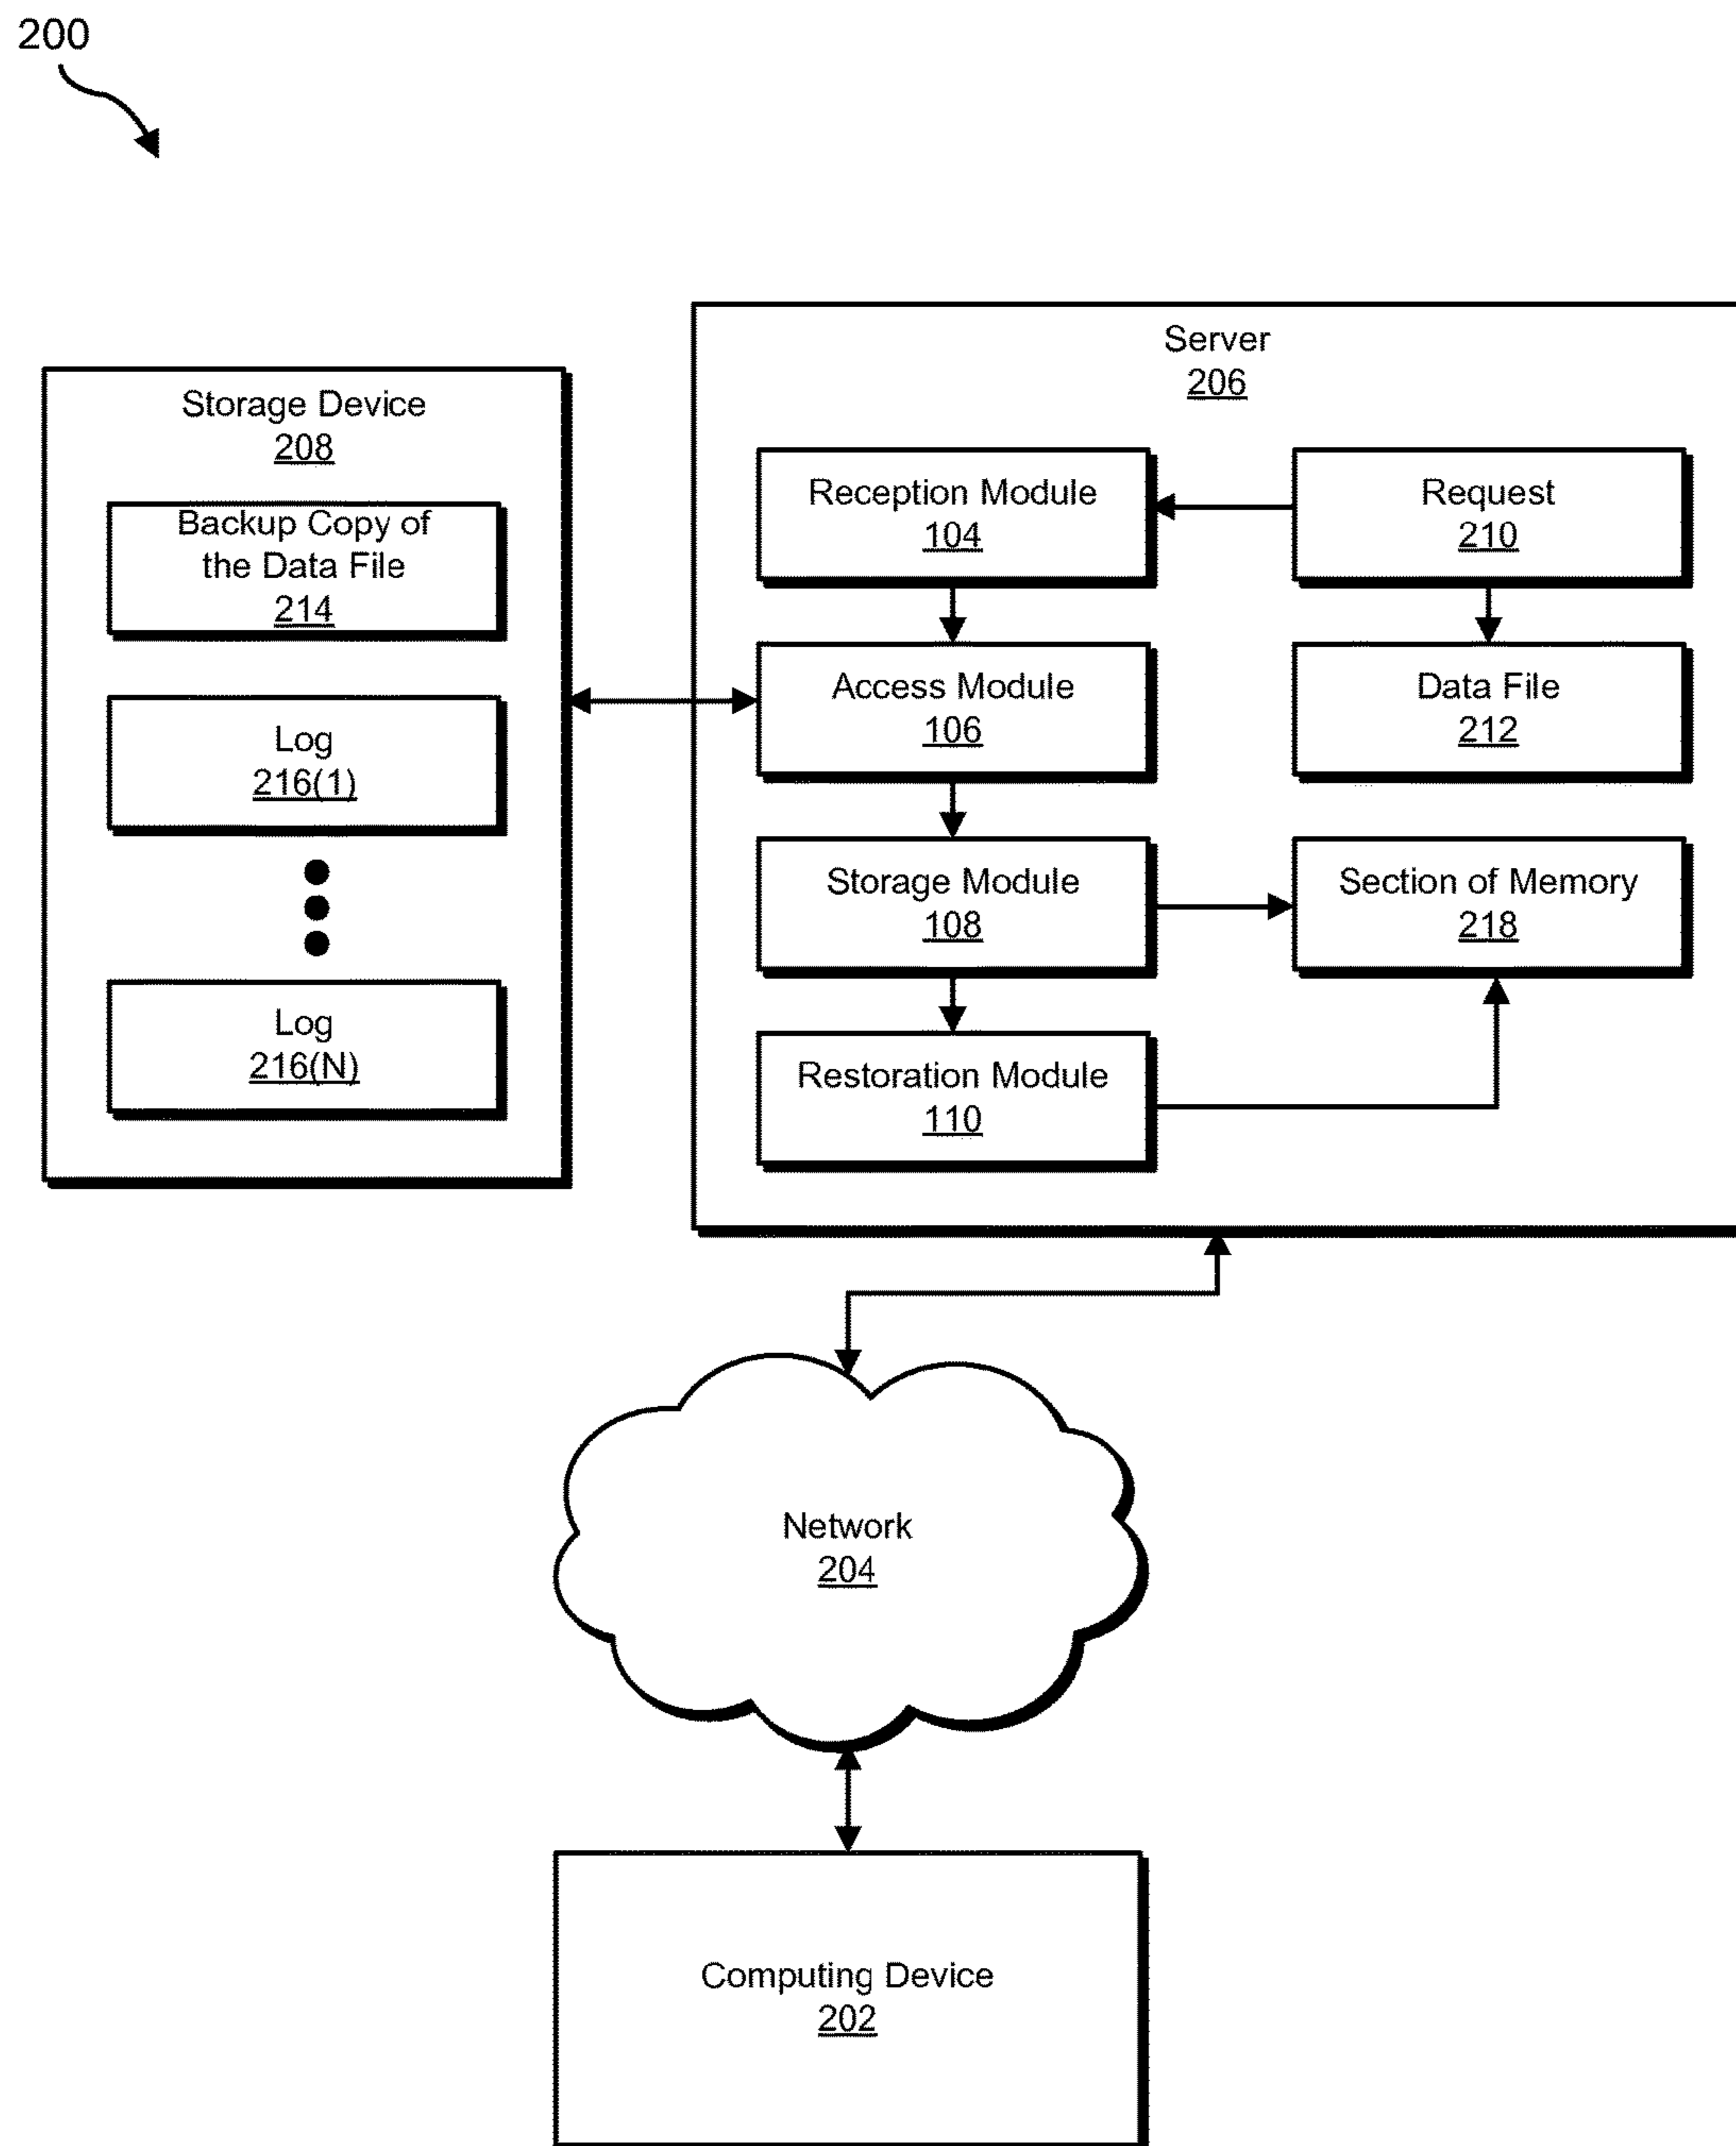 200
Server
206
Storage Device
208
Backup Copy of
the Data File
214
Log
216(1)
Log
216(N)
Reception Module
104
Request
210
Access Module
106
Data File
212
Storage Module
108
Section of Memory
218
Restoration Module
110
Network
204
Computing Device
202